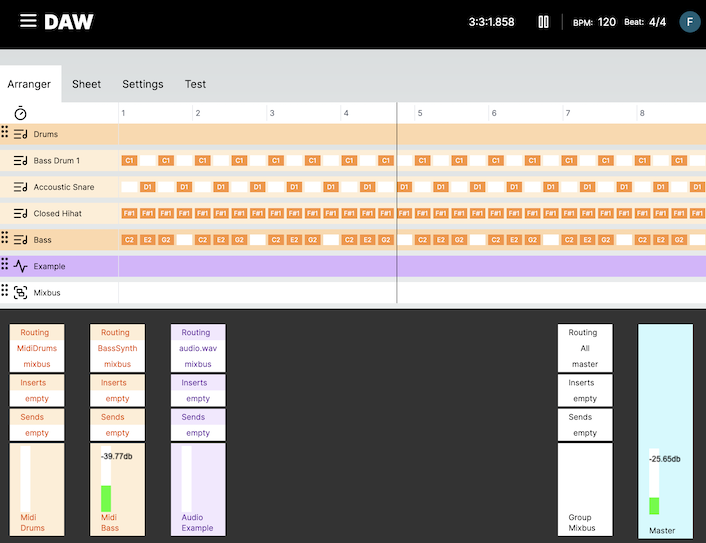 DAW
3:3:1.858
BPM: 120 Beat: 4/4
F
Arranger Sheet Settings Test
1 2 3 4 5 6 7 8
Drums
Bass Drum 1 C1 C1 C1 C1 C1 C1 C1 C1 C1 C1 C1 C1 C1 C1 C1 C1
Accoustic Snare D1 D1 D1 D1 D1 D1 D1 D1 D1 D1 D1 D1 D1 D1 D1 D1
Closed Hihat F#1 F#1 F#1 F#1 F#1 F#1 F#1 F#1 F#1 F#1 F#1 F#1 F#1 F#1 F#1 F#1 F#1 F#1 F#1 F#1 F#1 F#1 F#1 F#1 F#1 F#1 F#1 F#1 F#1 F#1 F#1 F#1
Bass C2 E2 G2 C2 E2 G2 C2 E2 G2 C2 E2 G2 C2 E2 G2 C2 E2 G2 C2 E2 G2 C2 E2 G2
Example
Mixbus
Routing
MidiDrums
mixbus
Inserts
empty
Sends
empty
Midi
Drums
Routing
BassSynth
mixbus
Inserts
empty
Sends
empty
-39.77db
Midi
Bass
Routing
audio.wav
mixbus
Inserts
empty
Sends
empty
Audio
Example
Routing
All
master
Inserts
empty
Sends
empty
Group
Mixbus
-25.65db
Master